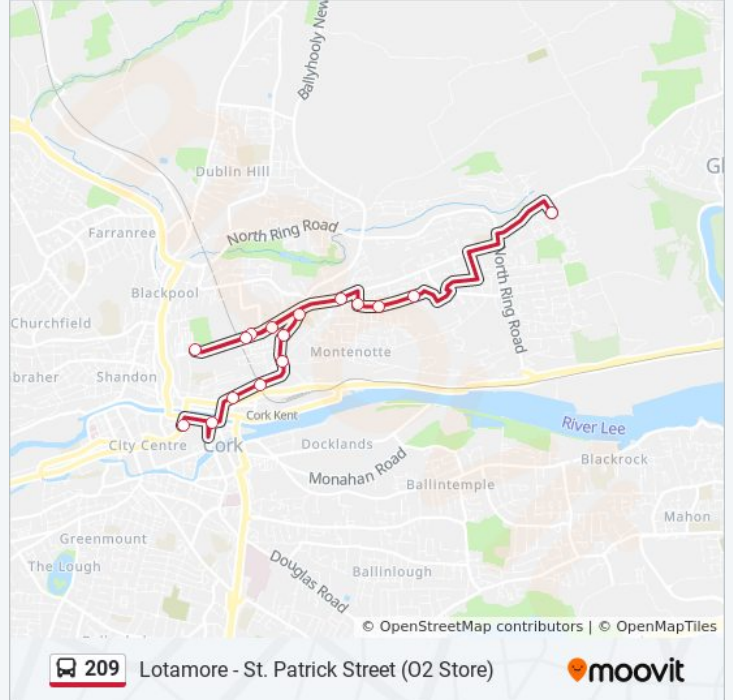 Ballyhooly New
Dublin Hill
Gl
North Ring Road
Farranree
Blackpool
North Ring Road
Churchfield
Montenotte
braher
Shandon
Cork Kent
River Lee
City Centre
Cork
Docklands
Blackrock
Monahan Road
Ballintemple
Mahon
Greenmount
The Lough
Douglas Road
Ballinlough
© OpenStreetMap contributors | © OpenMapTiles
209 Lotamore - St. Patrick Street (O2 Store)
moovit